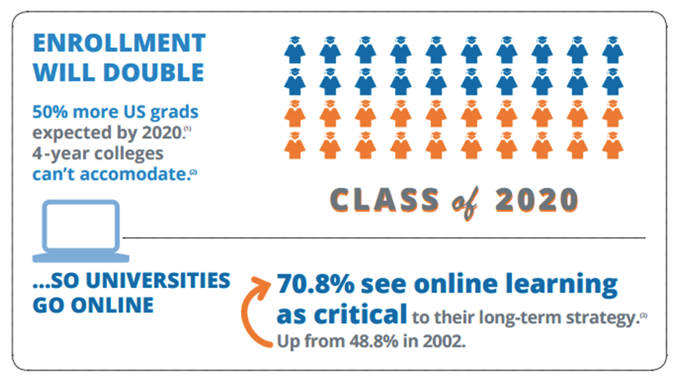 ENROLLMENT
WILL DOUBLE
50% more US grads
expected by 2020.(1)
4-year colleges
can't accomodate.(2)
CLASS of 2020
...SO UNIVERSITIES
GO ONLINE
70.8% see online learning
as critical to their long-term strategy.(3)
Up from 48.8% in 2002.